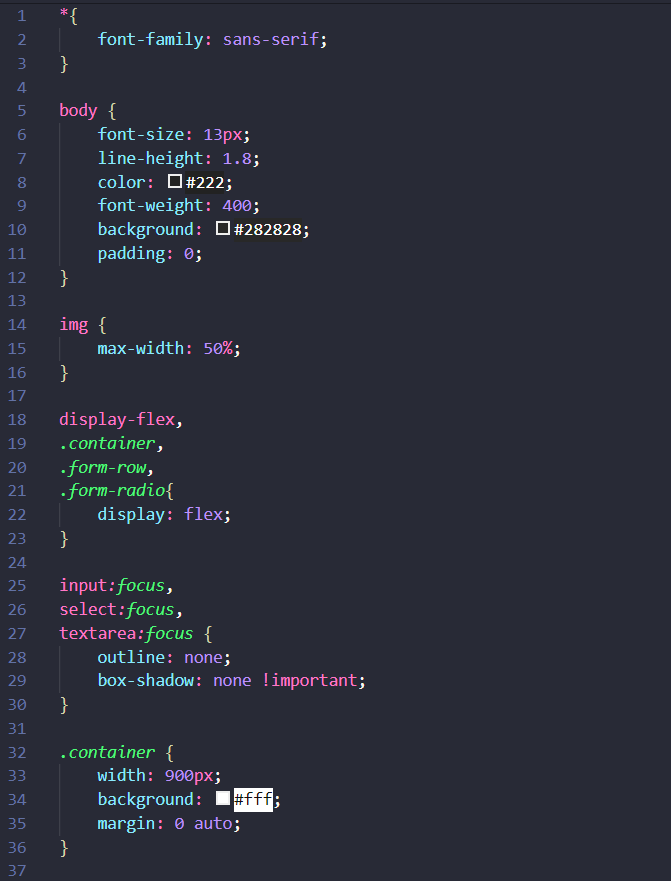 1 *{
2     font-family: sans-serif;
3 }
4
5 body {
6     font-size: 13px;
7     line-height: 1.8;
8     color: #222;
9     font-weight: 400;
10     background: #282828;
11     padding: 0;
12 }
13
14 img {
15     max-width: 50%;
16 }
17
18 display-flex,
19 .container,
20 .form-row,
21 .form-radio{
22     display: flex;
23 }
24
25 input:focus,
26 select:focus,
27 textarea:focus {
28     outline: none;
29     box-shadow: none !important;
30 }
31
32 .container {
33     width: 900px;
34     background: #fff;
35     margin: 0 auto;
36 }
37